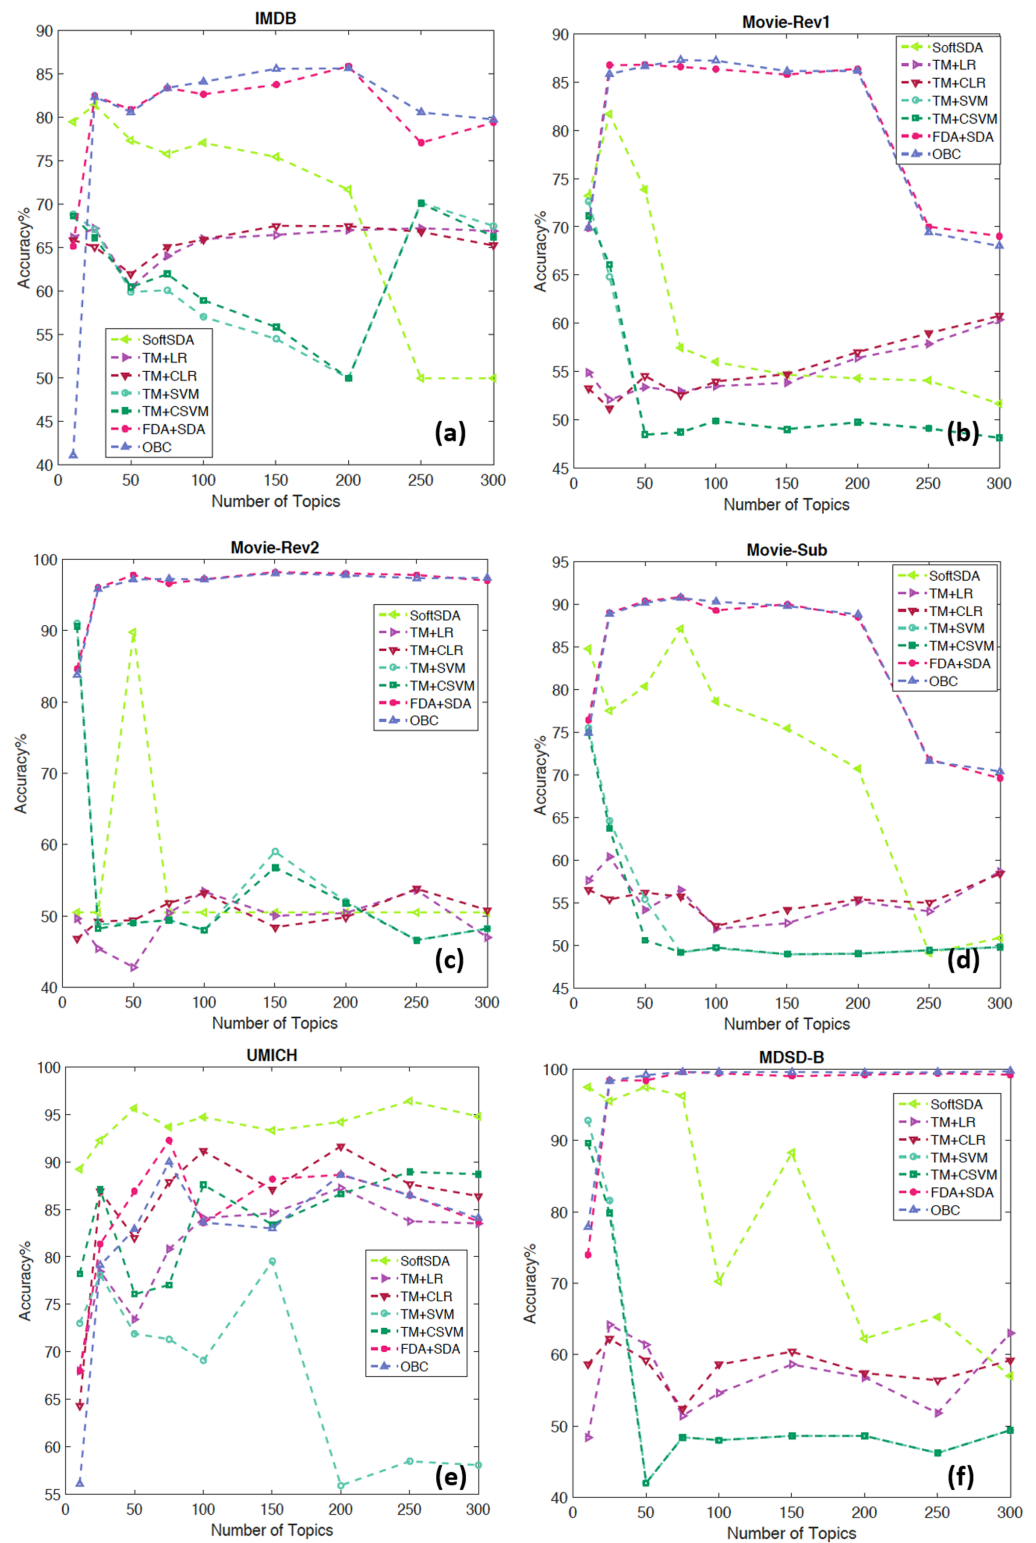 IMDB
90
85
80
75
70
65
60
55
50
45
40
Accuracy%
SoftSDA
TM+LR
TM+CLR
TM+SVM
TM+CSVM
FDA+SDA
OBC
(a)
0 50 100 150 200 250 300
Number of Topics
Movie-Rev1
90
85
80
75
70
65
60
55
50
45
Accuracy%
SoftSDA
TM+LR
TM+CLR
TM+SVM
TM+CSVM
FDA+SDA
OBC
(b)
0 50 100 150 200 250 300
Number of Topics
Movie-Rev2
100
90
80
70
60
50
40
Accuracy%
SoftSDA
TM+LR
TM+CLR
TM+SVM
TM+CSVM
FDA+SDA
OBC
(c)
0 50 100 150 200 250 300
Number of Topics
Movie-Sub
95
90
85
80
75
70
65
60
55
50
45
Accuracy%
SoftSDA
TM+LR
TM+CLR
TM+SVM
TM+CSVM
FDA+SDA
OBC
(d)
0 50 100 150 200 250 300
Number of Topics
UMICH
100
95
90
85
80
75
70
65
60
55
Accuracy%
SoftSDA
TM+LR
TM+CLR
TM+SVM
TM+CSVM
FDA+SDA
OBC
(e)
0 50 100 150 200 250 300
Number of Topics
MDSD-B
100
90
80
70
60
50
40
Accuracy%
SoftSDA
TM+LR
TM+CLR
TM+SVM
TM+CSVM
FDA+SDA
OBC
(f)
0 50 100 150 200 250 300
Number of Topics